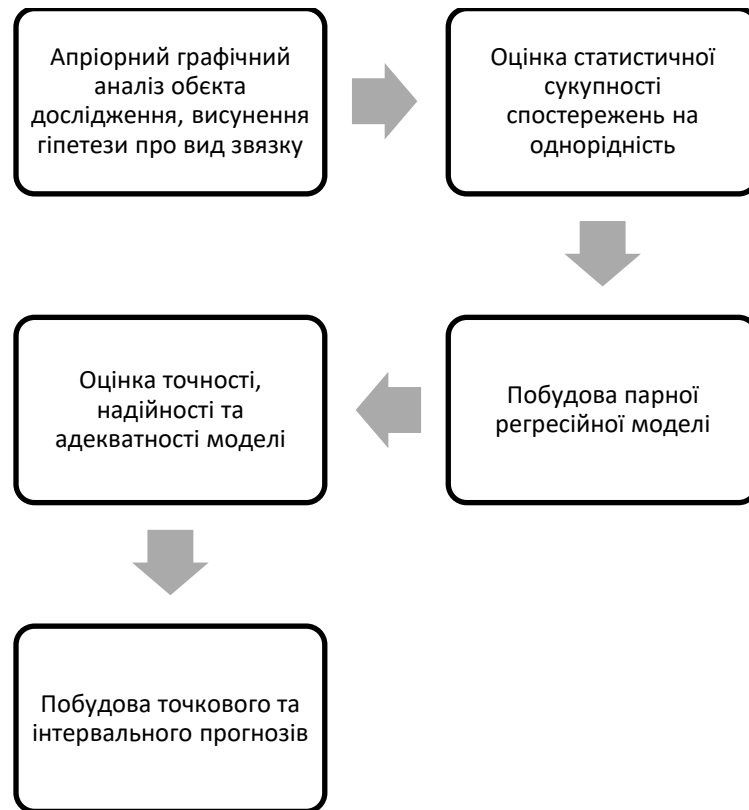 Апріорний графічний
аналіз обєкта
дослідження, висунення
гіпетези про вид звязку
Оцінка статистичної
сукупності
спостережень на
однорідність
Побудова парної
регресійної моделі
Оцінка точності,
надійності та
адекватності моделі
Побудова точкового та
інтервального прогнозів